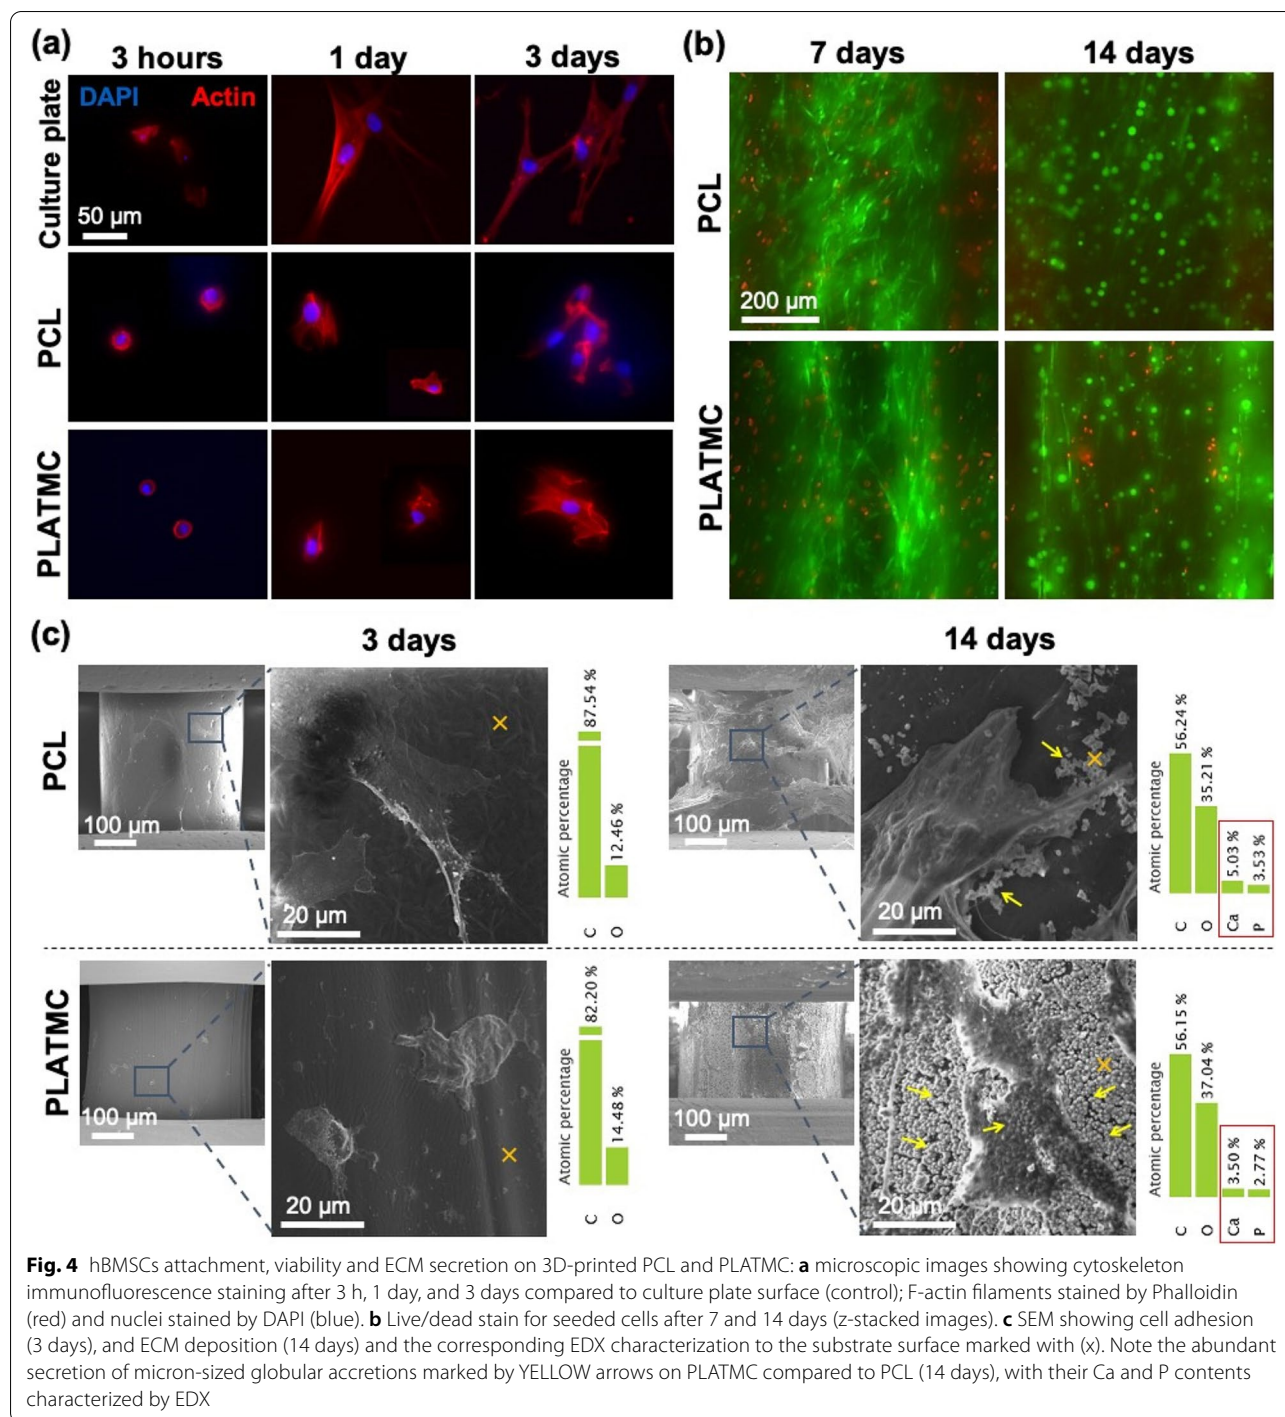 (a)
3 hours
1 day
3 days
Culture plate
DAPI
Actin
50 µm
PCL
PLATMC
(b)
7 days
14 days
PCL
200 µm
PLATMC
(c)
3 days
14 days
PCL
100 µm
20 µm
Atomic percentage
87.54 %
12.46 %
C
O
100 µm
20 µm
Atomic percentage
56.24 %
35.21 %
5.03 %
3.53 %
C
O
Ca
P
PLATMC
100 µm
20 µm
Atomic percentage
82.20 %
14.48 %
C
O
100 µm
20 µm
Atomic percentage
56.15 %
37.04 %
3.50 %
2.77 %
C
O
Ca
P
Fig. 4 hBMSCs attachment, viability and ECM secretion on 3D-printed PCL and PLATMC: a microscopic images showing cytoskeleton
immunofluorescence staining after 3 h, 1 day, and 3 days compared to culture plate surface (control); F-actin filaments stained by Phalloidin
(red) and nuclei stained by DAPI (blue). b Live/dead stain for seeded cells after 7 and 14 days (z-stacked images). c SEM showing cell adhesion
(3 days), and ECM deposition (14 days) and the corresponding EDX characterization to the substrate surface marked with (x). Note the abundant
secretion of micron-sized globular accretions marked by YELLOW arrows on PLATMC compared to PCL (14 days), with their Ca and P contents
characterized by EDX